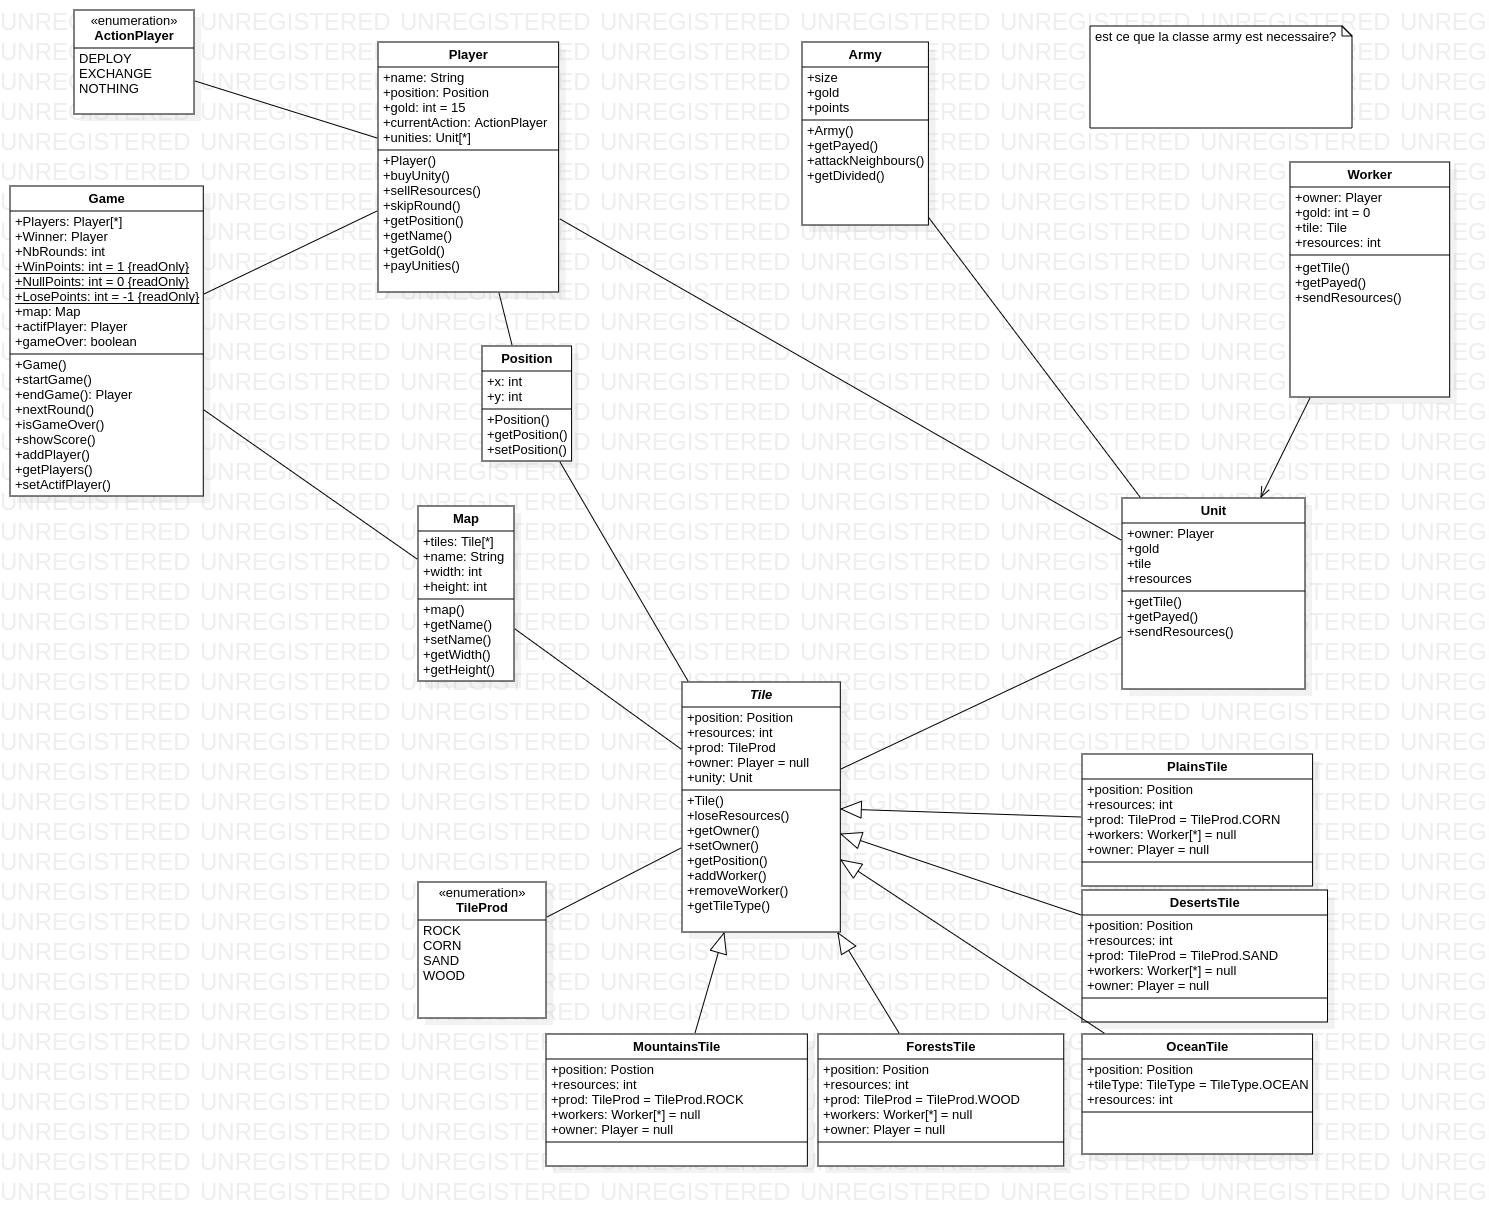 «enumeration»
ActionPlayer
DEPLOY
EXCHANGE
NOTHING
Player
+name: String
+position: Position
+gold: int = 15
+currentAction: ActionPlayer
+unities: Unit[*]
+Player()
+buyUnity()
+sellResources()
+skipRound()
+getPosition()
+getName()
+getGold()
+payUnities()
Army
+size
+gold
+points
+Army()
+getPayed()
+attackNeighbours()
+getDivided()
est ce que la classe army est necessaire?
Worker
+owner: Player
+gold: int = 0
+tile: Tile
+resources: int
+getTile()
+getPayed()
+sendResources()
Game
+Players: Player[*]
+Winner: Player
+NbRounds: int
+WinPoints: int = 1 {readOnly}
+NullPoints: int = 0 {readOnly}
+LosePoints: int = -1 {readOnly}
+map: Map
+actifPlayer: Player
+gameOver: boolean
+Game()
+startGame()
+endGame(): Player
+nextRound()
+isGameOver()
+showScore()
+addPlayer()
+getPlayers()
+setActifPlayer()
Position
+x: int
+y: int
+Position()
+getPosition()
+setPosition()
Map
+tiles: Tile[*]
+name: String
+width: int
+height: int
+map()
+getName()
+setName()
+getWidth()
+getHeight()
Unit
+owner: Player
+gold
+tile
+resources
+getTile()
+getPayed()
+sendResources()
Tile
+position: Position
+resources: int
+prod: TileProd
+owner: Player = null
+unity: Unit
+Tile()
+loseResources()
+getOwner()
+setOwner()
+getPosition()
+addWorker()
+removeWorker()
+getTileType()
PlainsTile
+position: Position
+resources: int
+prod: TileProd = TileProd.CORN
+workers: Worker[*] = null
+owner: Player = null
«enumeration»
TileProd
ROCK
CORN
SAND
WOOD
DesertsTile
+position: Position
+resources: int
+prod: TileProd = TileProd.SAND
+workers: Worker[*] = null
+owner: Player = null
MountainsTile
+position: Postion
+resources: int
+prod: TileProd = TileProd.ROCK
+workers: Worker[*] = null
+owner: Player = null
ForestsTile
+position: Position
+resources: int
+prod: TileProd = TileProd.WOOD
+workers: Worker[*] = null
+owner: Player = null
OceanTile
+position: Position
+tileType: TileType = TileType.OCEAN
+resources: int